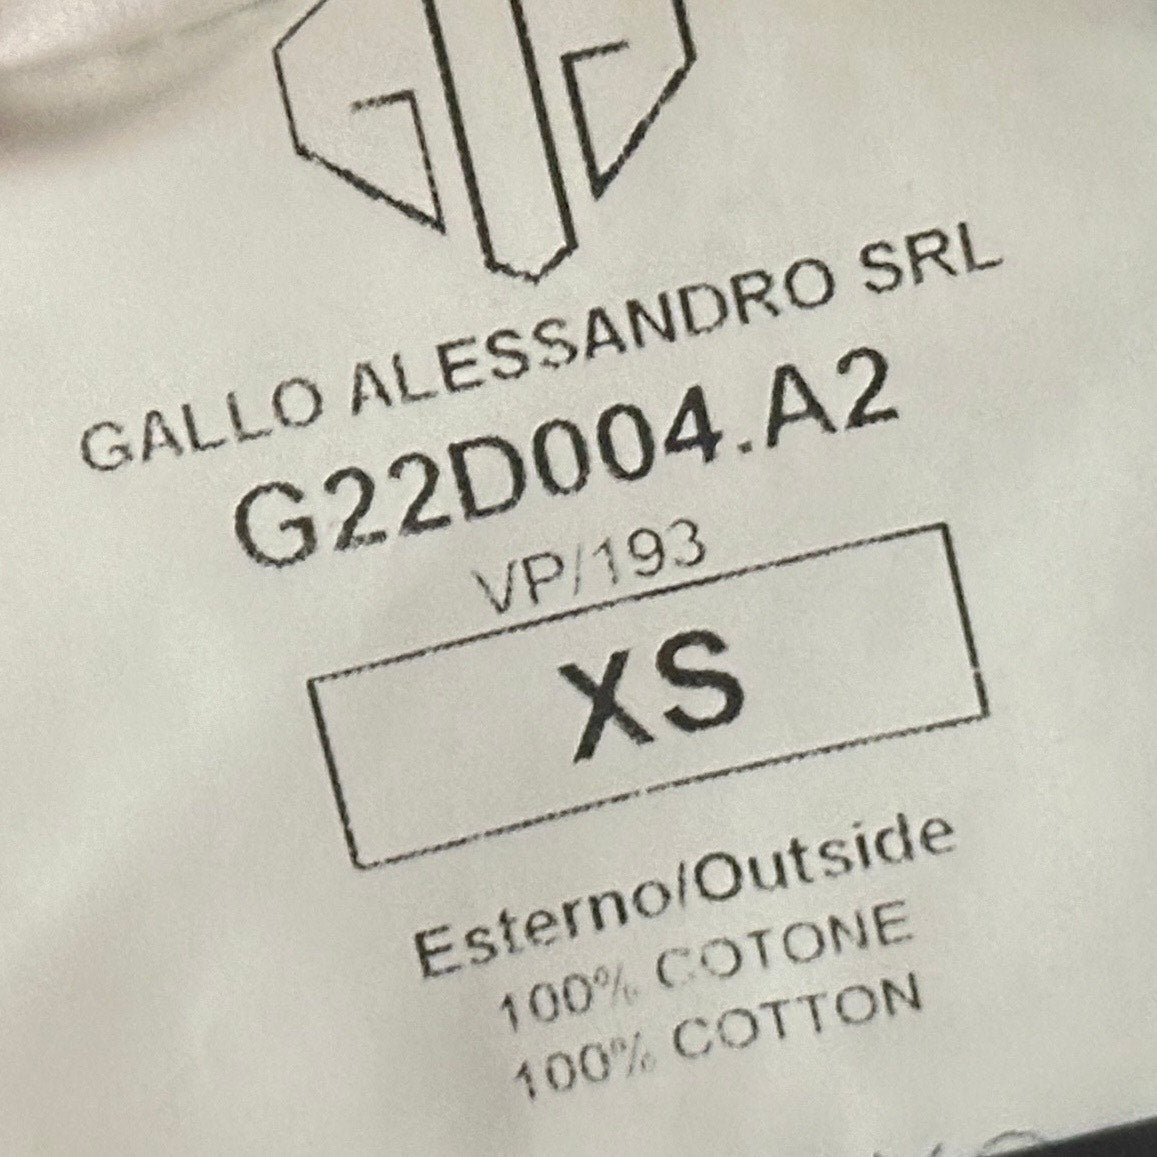 GALLO ALESSANDRO SRL
G22D004.A2
VP/193
XS
Esterno/Outside
100% COTONE
100% COTTON